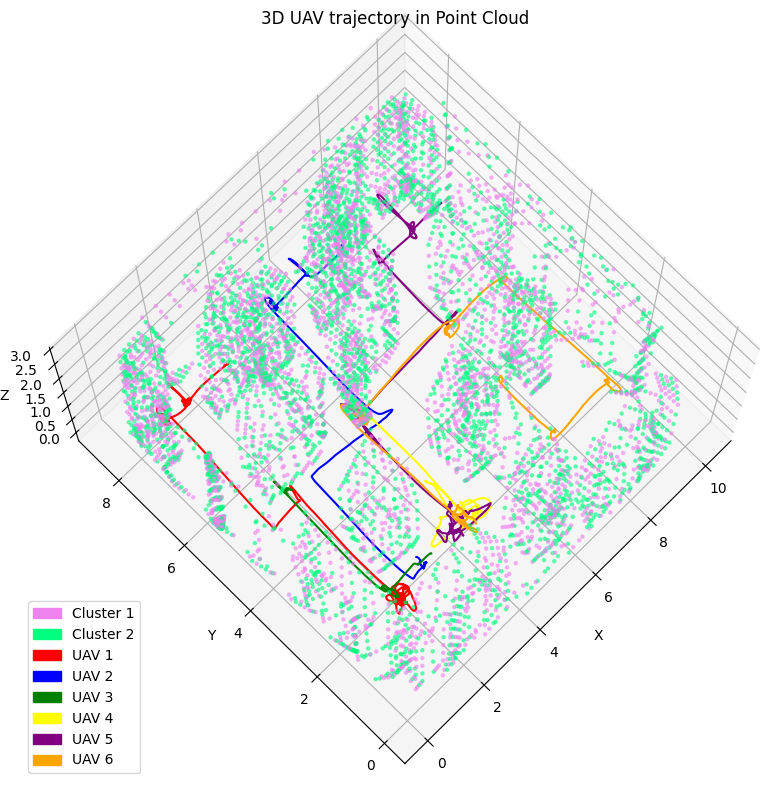 3D UAV trajectory in Point Cloud
3.0
2.5
2.0
1.5
1.0
0.5
0.0
Z
8
6
4
2
0
Y
10
8
6
4
2
0
X
Cluster 1
Cluster 2
UAV 1
UAV 2
UAV 3
UAV 4
UAV 5
UAV 6